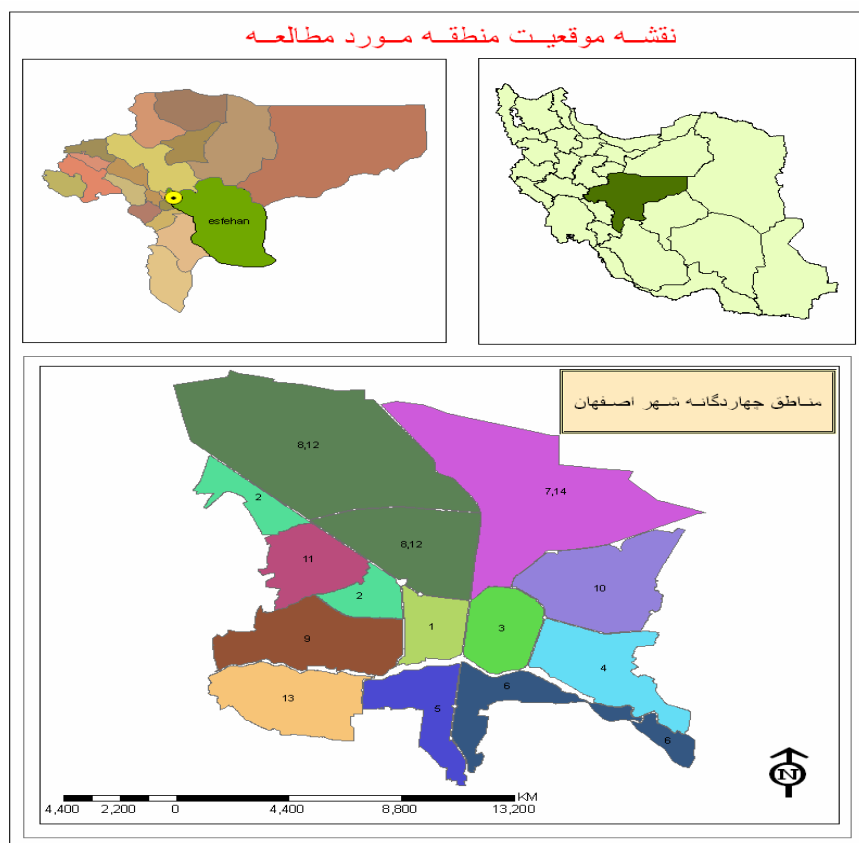 نقشه موقعیت منطقه مورد مطالعه
esfehan
مناطق چهاردگانه شهر اصفهان
8,12
7,14
2
8,12
11
10
2
1
3
9
4
6
13
5
6
N
KM
4,400 2,200 0 4,400 8,800 13,200